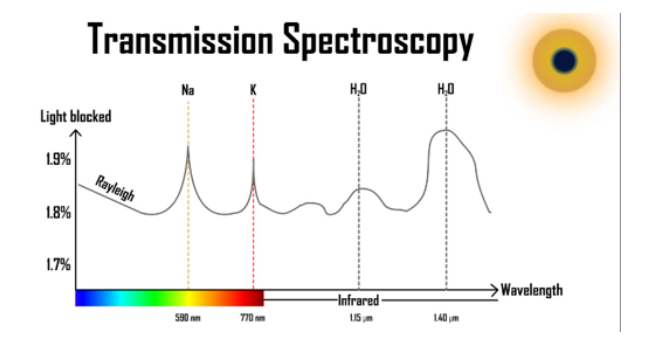 Transmission Spectroscopy
Na
K
H₂O
H₂O
Light blocked
1.9%
Rayleigh
1.8%
1.7%
Wavelength
Infrared
590 nm
770 nm
1.15 μm
1.40 μm